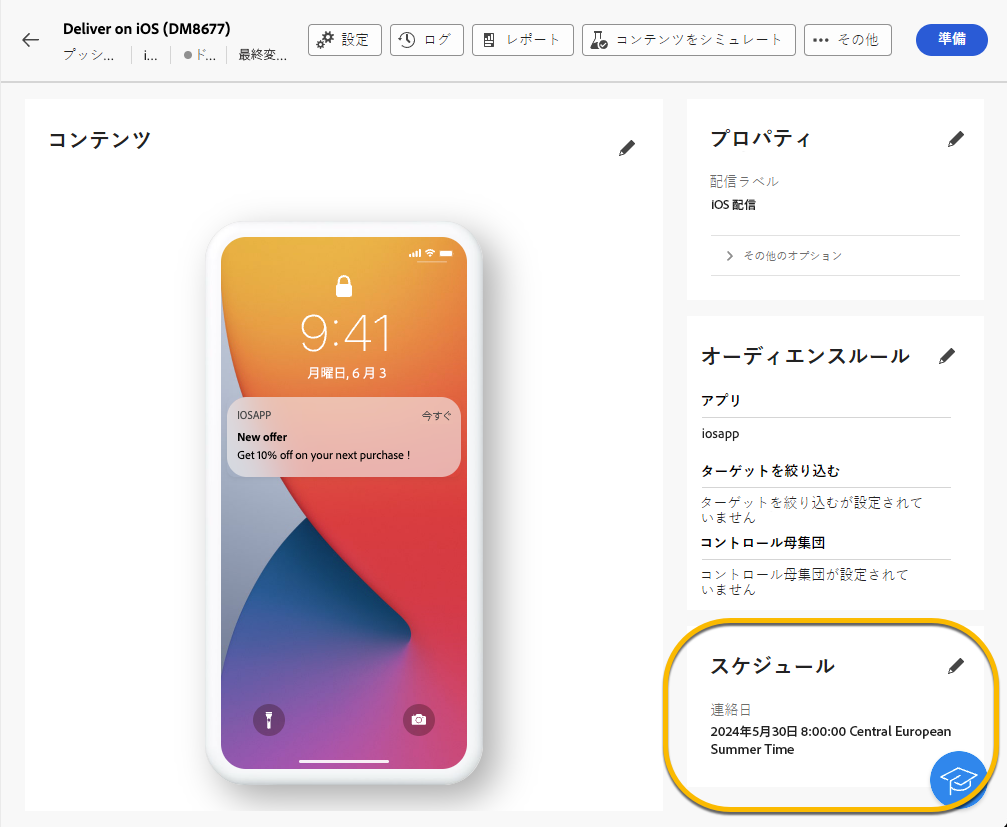 Deliver on iOS (DM8677)
プッシ... i... ド... 最終変...
設定
ログ
レポート
コンテンツをシミュレート
その他
準備
コンテンツ
9:41
月曜日, 6 月 3
IOSAPP 今すぐ
New offer
Get 10% off on your next purchase !
プロパティ
配信ラベル
iOS 配信
その他のオプション
オーディエンスルール
アプリ
iosapp
ターゲットを絞り込む
ターゲットを絞り込むが設定されて
いません
コントロール母集団
コントロール母集団が設定されて
いません
スケジュール
連絡日
2024年5月30日 8:00:00 Central European
Summer Time